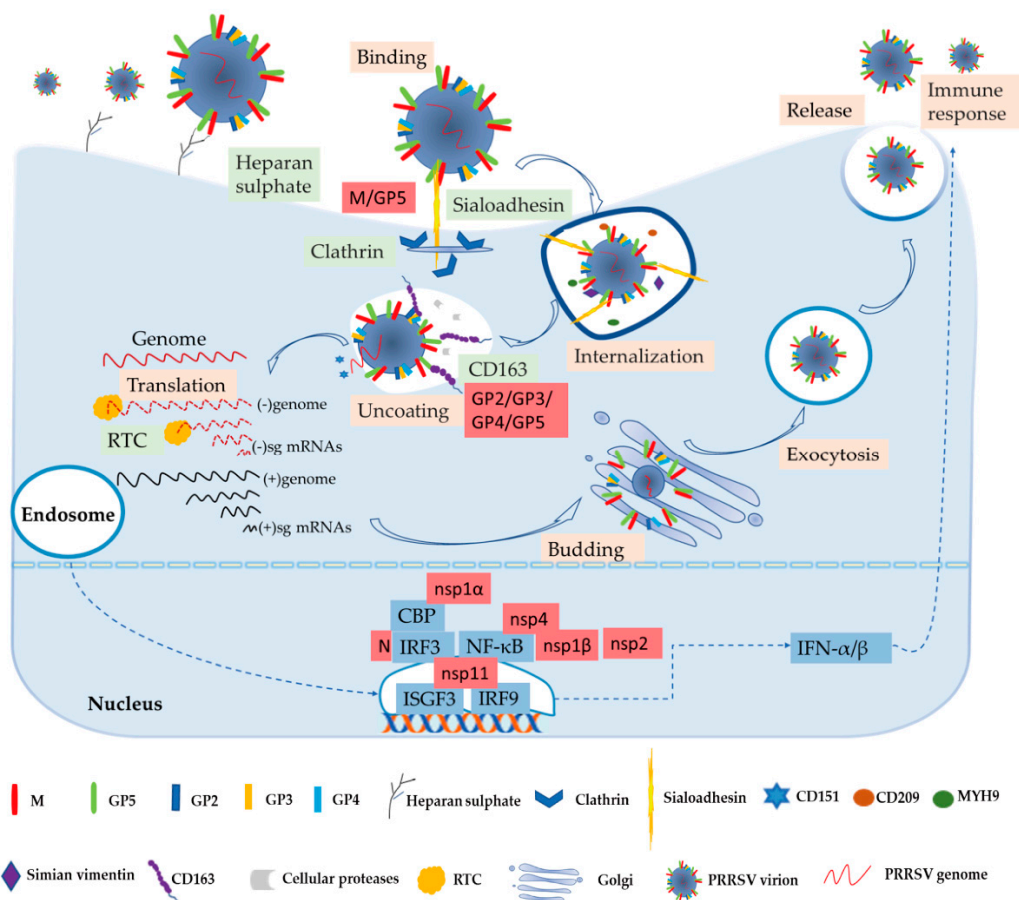 Binding
Heparan
sulphate
M/GP5
Sialoadhesin
Clathrin
Release
Immune
response
Internalization
Genome
Translation
(-)genome
RTC
(-)sg mRNAs
(+)genome
(+)sg mRNAs
Uncoating
CD163
GP2/GP3/
GP4/GP5
Exocytosis
Budding
Endosome
nsp1α
CBP
nsp4
N
IRF3
NF-κB
nsp1β
nsp2
nsp11
ISGF3
IRF9
IFN-α/β
Nucleus
M
GP5
GP2
GP3
GP4
Heparan sulphate
Clathrin
Sialoadhesin
CD151
CD209
MYH9
Simian vimentin
CD163
Cellular proteases
RTC
Golgi
PRRSV virion
PRRSV genome